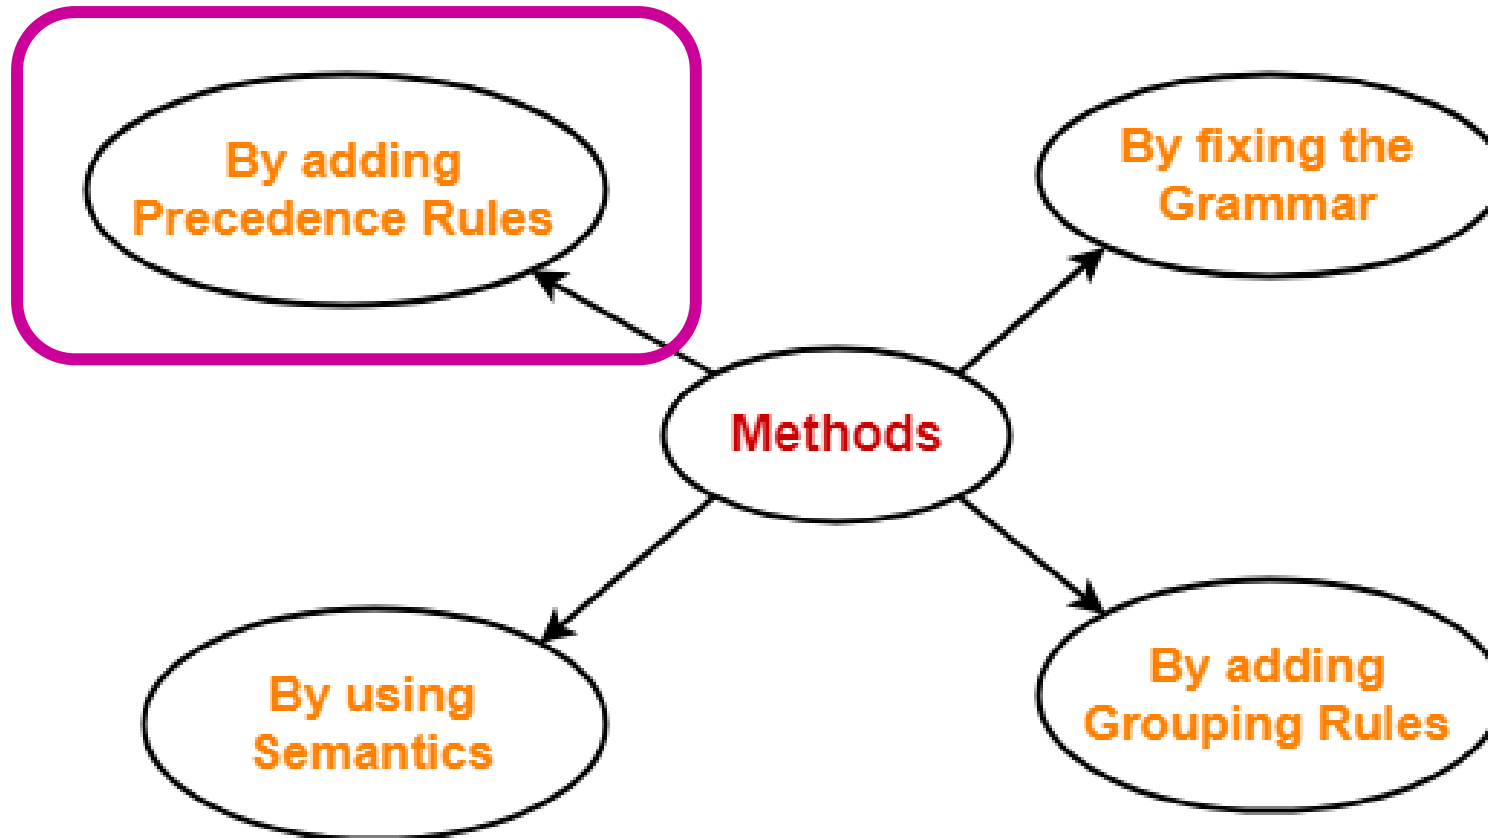 By adding
Precedence Rules
By fixing the
Grammar
Methods
By using
Semantics
By adding
Grouping Rules